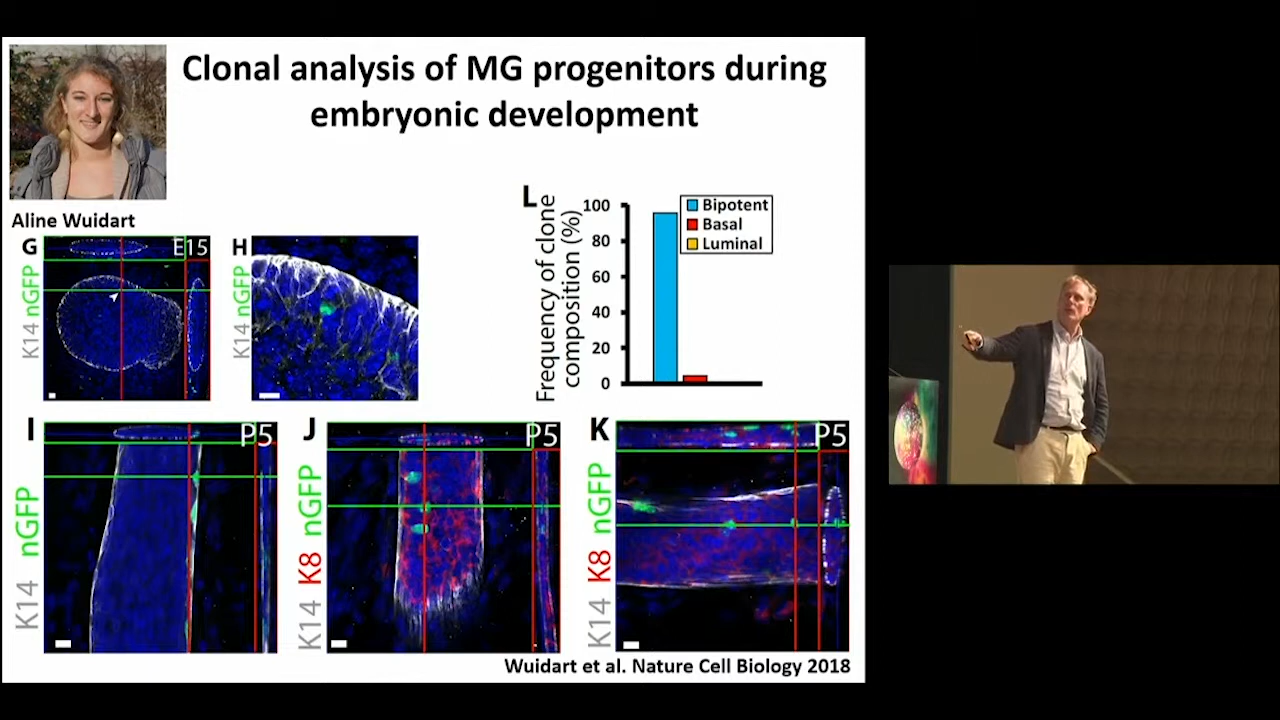 Clonal analysis of MG progenitors during
embryonic development
Aline Wuidart
G
E15
K14 nGFP
H
K14 nGFP
L
Frequency of clone
composition (%)
100
80
60
40
20
0
Bipotent
Basal
Luminal
I
P5
K14 nGFP
J
P5
K14 K8 nGFP
K
P5
K14 K8 nGFP
Wuidart et al. Nature Cell Biology 2018